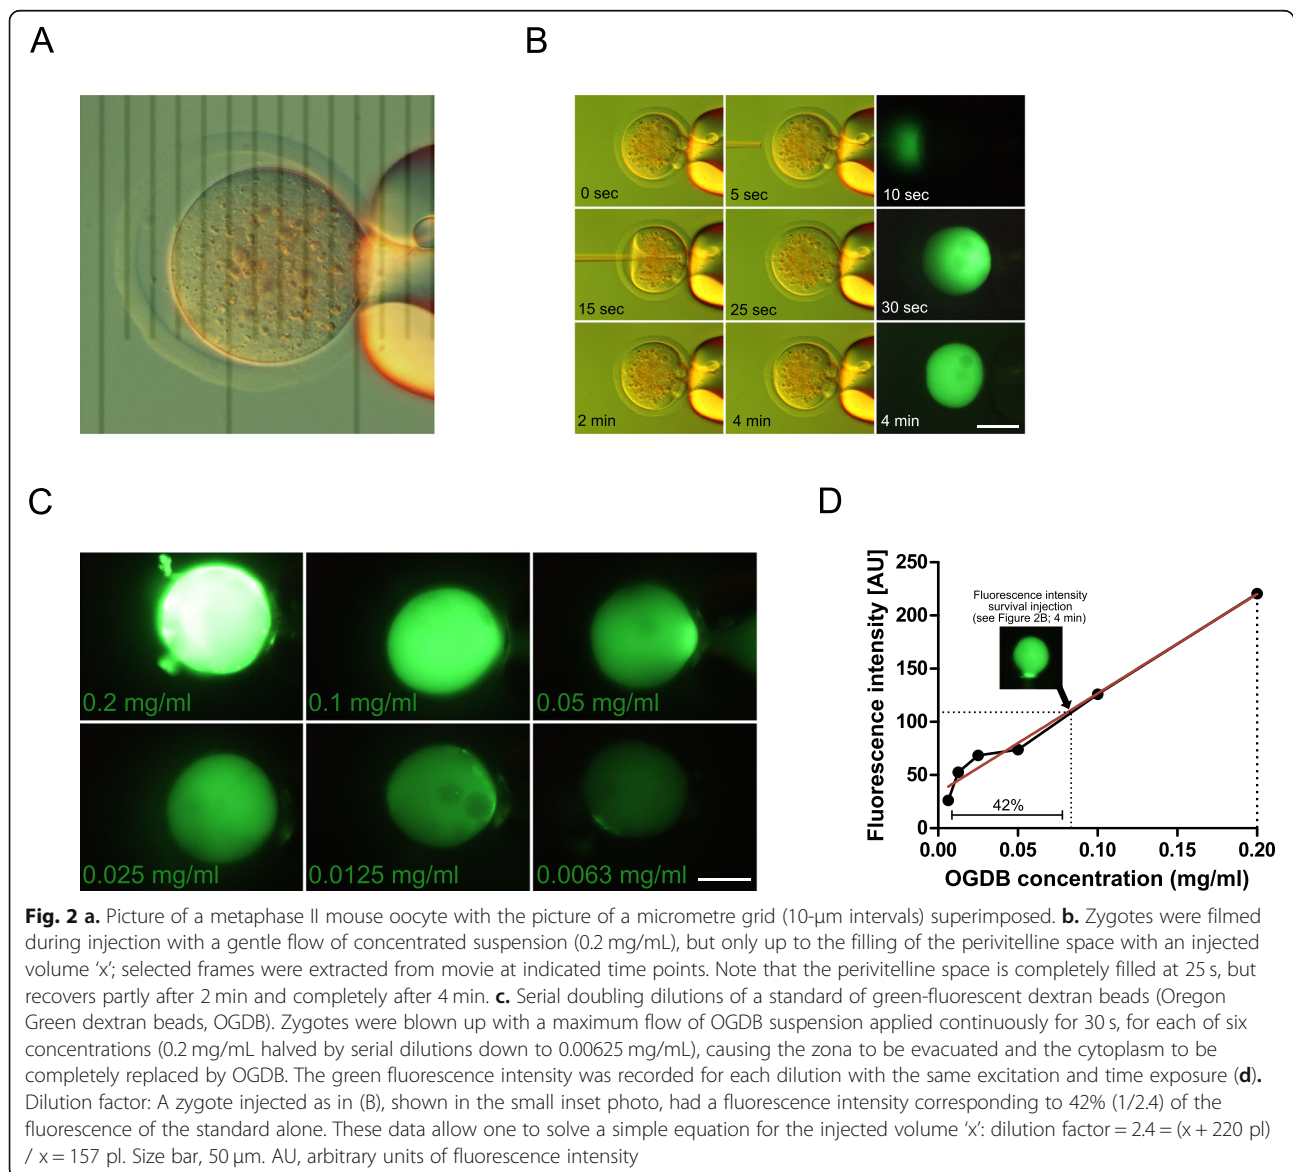 A
B
0 sec
5 sec
10 sec
15 sec
25 sec
30 sec
2 min
4 min
4 min
C
0.2 mg/ml
0.1 mg/ml
0.05 mg/ml
0.025 mg/ml
0.0125 mg/ml
0.0063 mg/ml
D
Fluorescence intensity [AU]
250
200
150
100
50
0
Fluorescence intensity
survival injection
(see Figure 2B; 4 min)
42%
0.00
0.05
0.10
0.15
0.20
OGDB concentration (mg/ml)
Fig. 2 a. Picture of a metaphase II mouse oocyte with the picture of a micrometre grid (10-μm intervals) superimposed. b. Zygotes were filmed
during injection with a gentle flow of concentrated suspension (0.2 mg/mL), but only up to the filling of the perivitelline space with an injected
volume ‘x’; selected frames were extracted from movie at indicated time points. Note that the perivitelline space is completely filled at 25 s, but
recovers partly after 2 min and completely after 4 min. c. Serial doubling dilutions of a standard of green-fluorescent dextran beads (Oregon
Green dextran beads, OGDB). Zygotes were blown up with a maximum flow of OGDB suspension applied continuously for 30 s, for each of six
concentrations (0.2 mg/mL halved by serial dilutions down to 0.00625 mg/mL), causing the zona to be evacuated and the cytoplasm to be
completely replaced by OGDB. The green fluorescence intensity was recorded for each dilution with the same excitation and time exposure (d).
Dilution factor: A zygote injected as in (B), shown in the small inset photo, had a fluorescence intensity corresponding to 42% (1/2.4) of the
fluorescence of the standard alone. These data allow one to solve a simple equation for the injected volume ‘x’: dilution factor = 2.4 = (x + 220 pl)
/ x = 157 pl. Size bar, 50 μm. AU, arbitrary units of fluorescence intensity